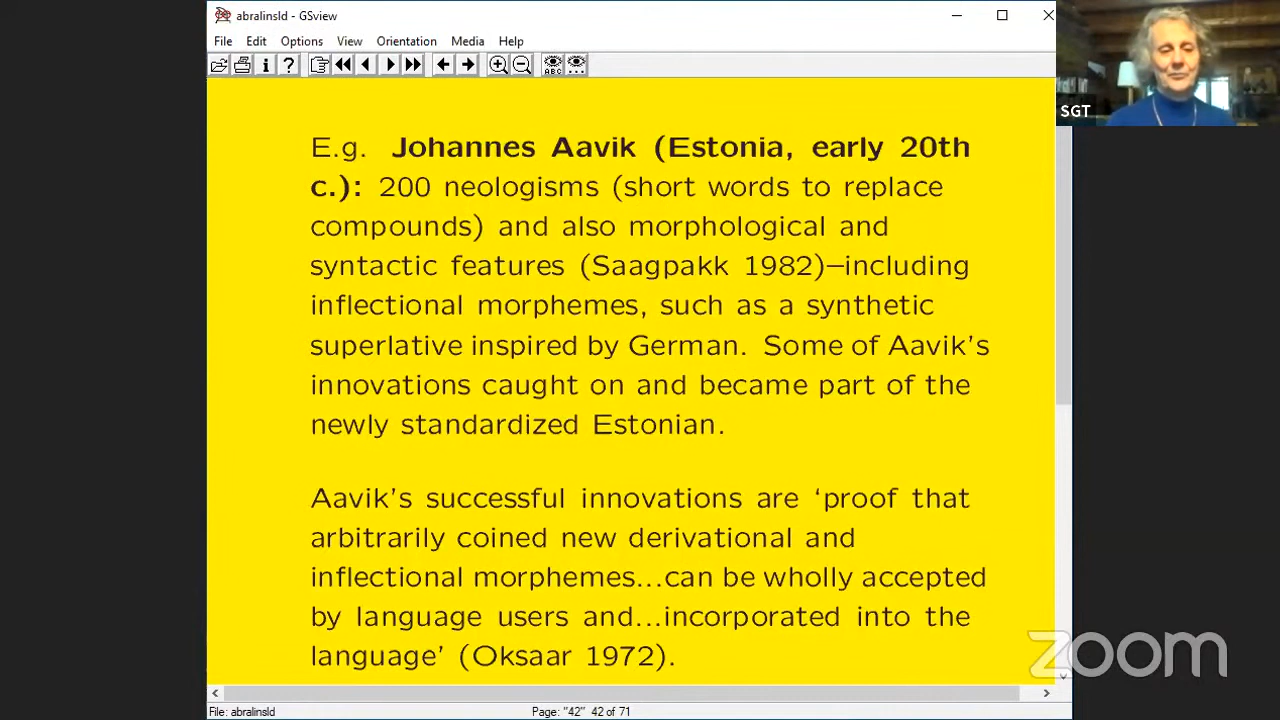 abralinsld - GSview
File Edit Options View Orientation Media Help
E.g. Johannes Aavik (Estonia, early 20th
c.): 200 neologisms (short words to replace
compounds) and also morphological and
syntactic features (Saagpakk 1982)–including
inflectional morphemes, such as a synthetic
superlative inspired by German. Some of Aavik's
innovations caught on and became part of the
newly standardized Estonian.
Aavik's successful innovations are ‘proof that
arbitrarily coined new derivational and
inflectional morphemes...can be wholly accepted
by language users and...incorporated into the
language’ (Oksaar 1972).
File: abralinsld Page: "42" 42 of 71
SGT
zoom